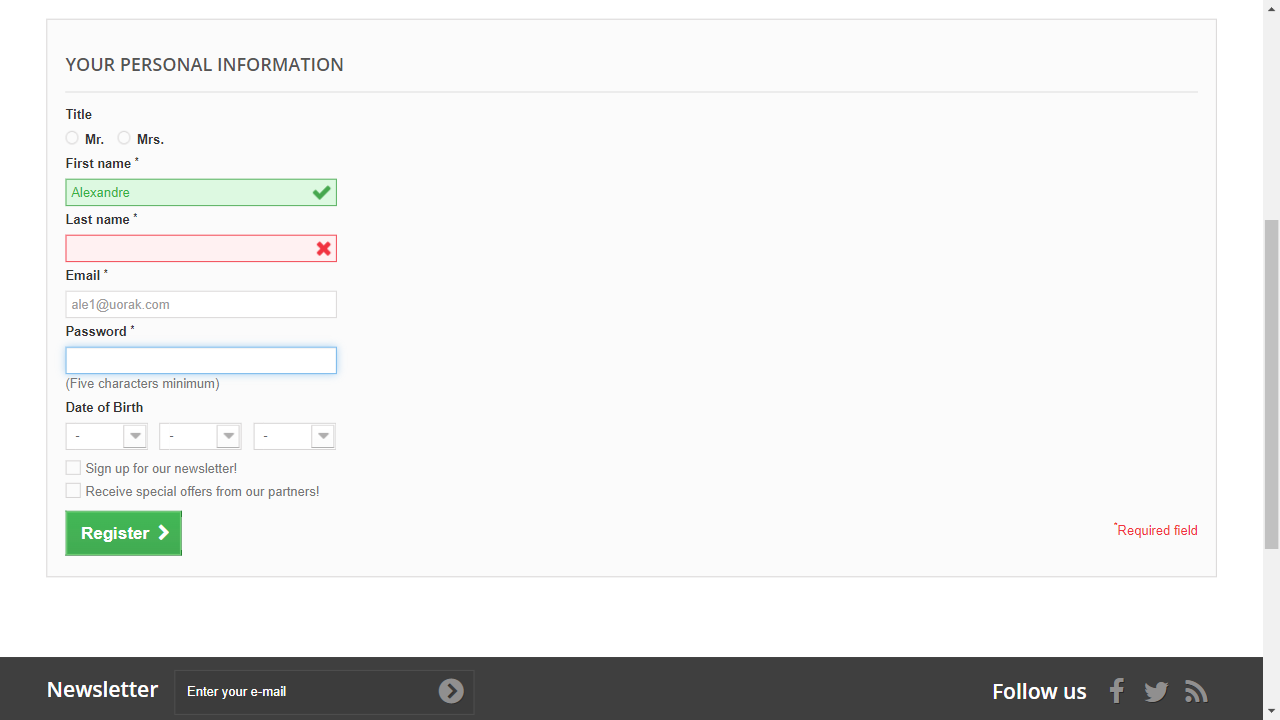 YOUR PERSONAL INFORMATION
Title
Mr. Mrs.
First name *
Alexandre
Last name *
Email *
ale1@uorak.com
Password *
(Five characters minimum)
Date of Birth
- - -
Sign up for our newsletter!
Receive special offers from our partners!
Register
*Required field
Newsletter
Enter your e-mail
Follow us